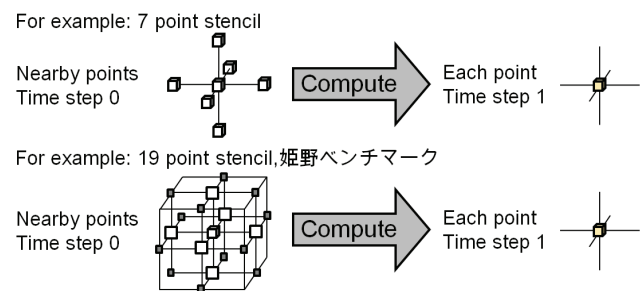 For example: 7 point stencil
Nearby points
Time step 0
Compute
Each point
Time step 1
For example: 19 point stencil,姫野ベンチマーク
Nearby points
Time step 0
Compute
Each point
Time step 1